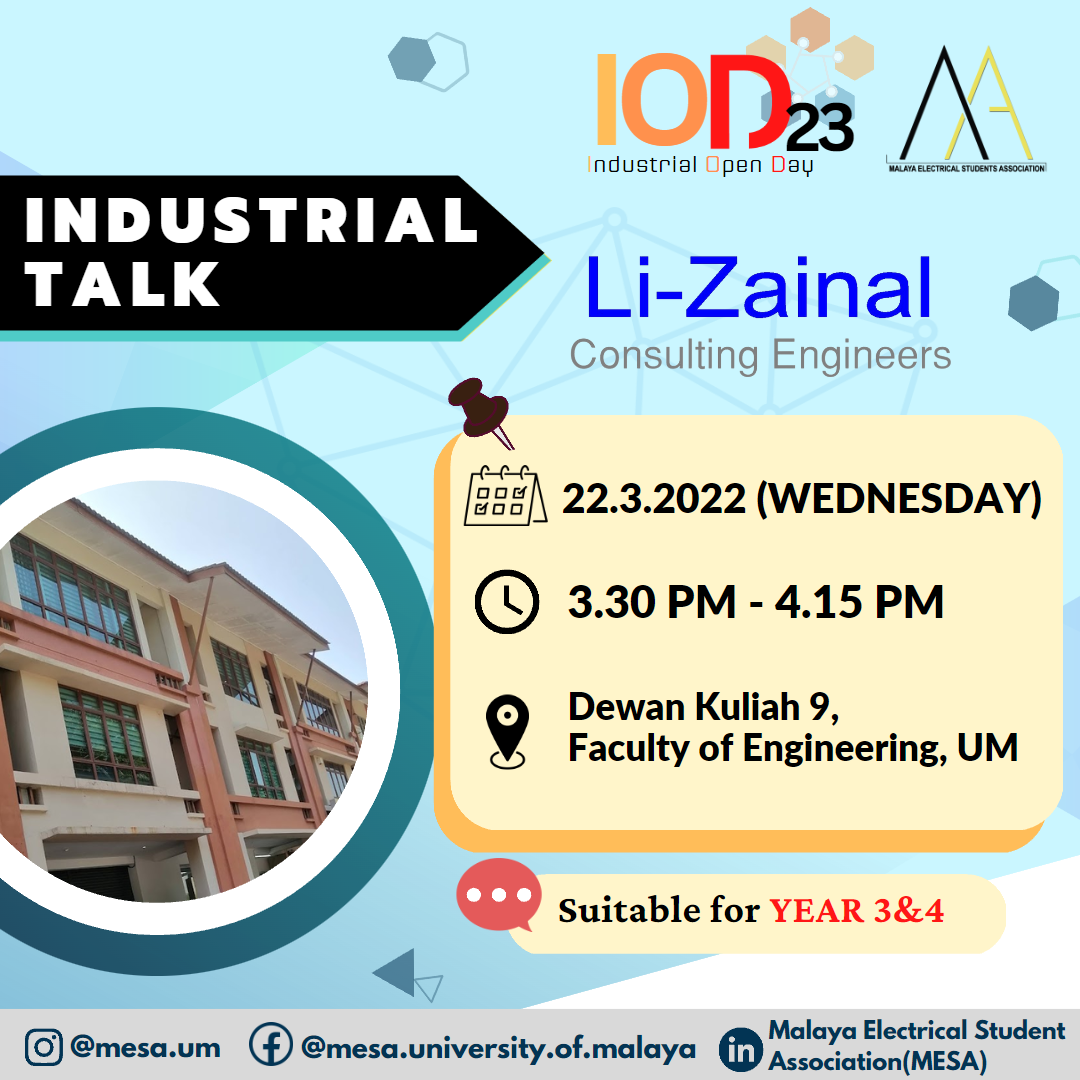 IOD23
Industrial Open Day
MALAYA ELECTRICAL STUDENTS ASSOCIATION
INDUSTRIAL
TALK
Li-Zainal
Consulting Engineers
22.3.2022 (WEDNESDAY)
3.30 PM - 4.15 PM
Dewan Kuliah 9,
Faculty of Engineering, UM
Suitable for YEAR 3&4
@mesa.um
@mesa.university.of.malaya
Malaya Electrical Student
Association(MESA)